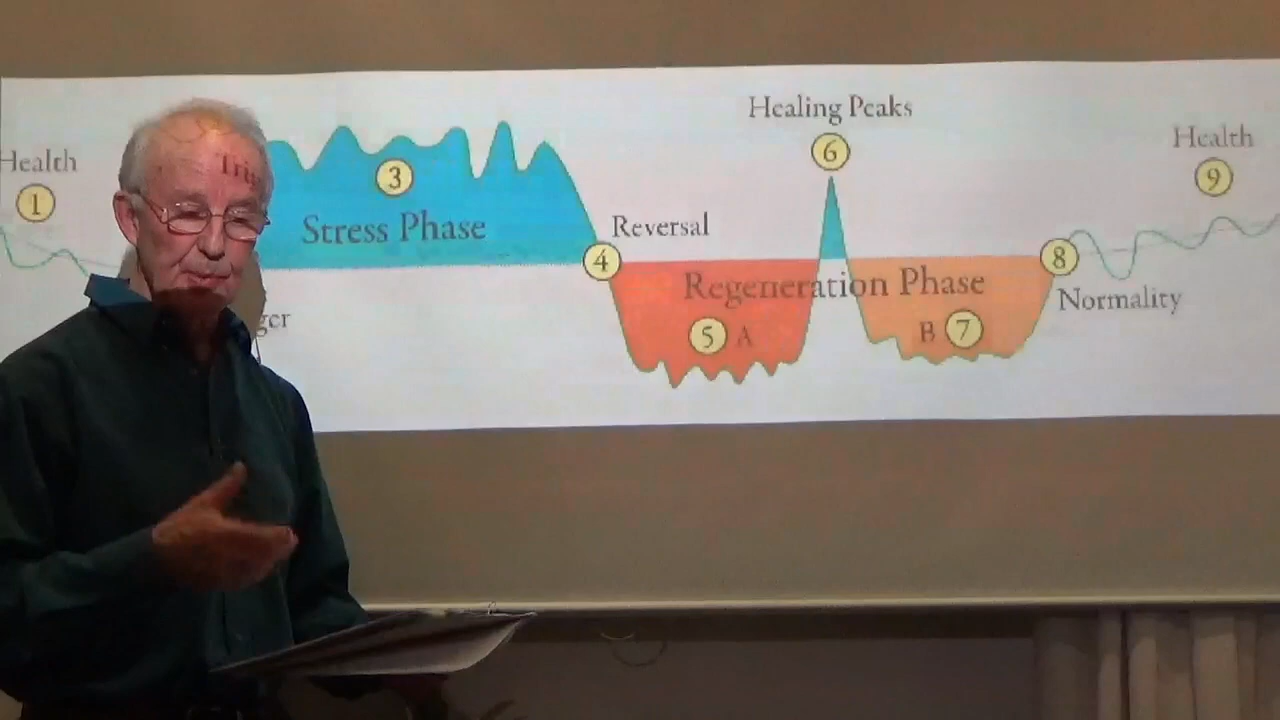 Health
1
3
Stress Phase
4
Reversal
Regeneration Phase
5 A
Healing Peaks
6
B 7
8
Normality
Health
9